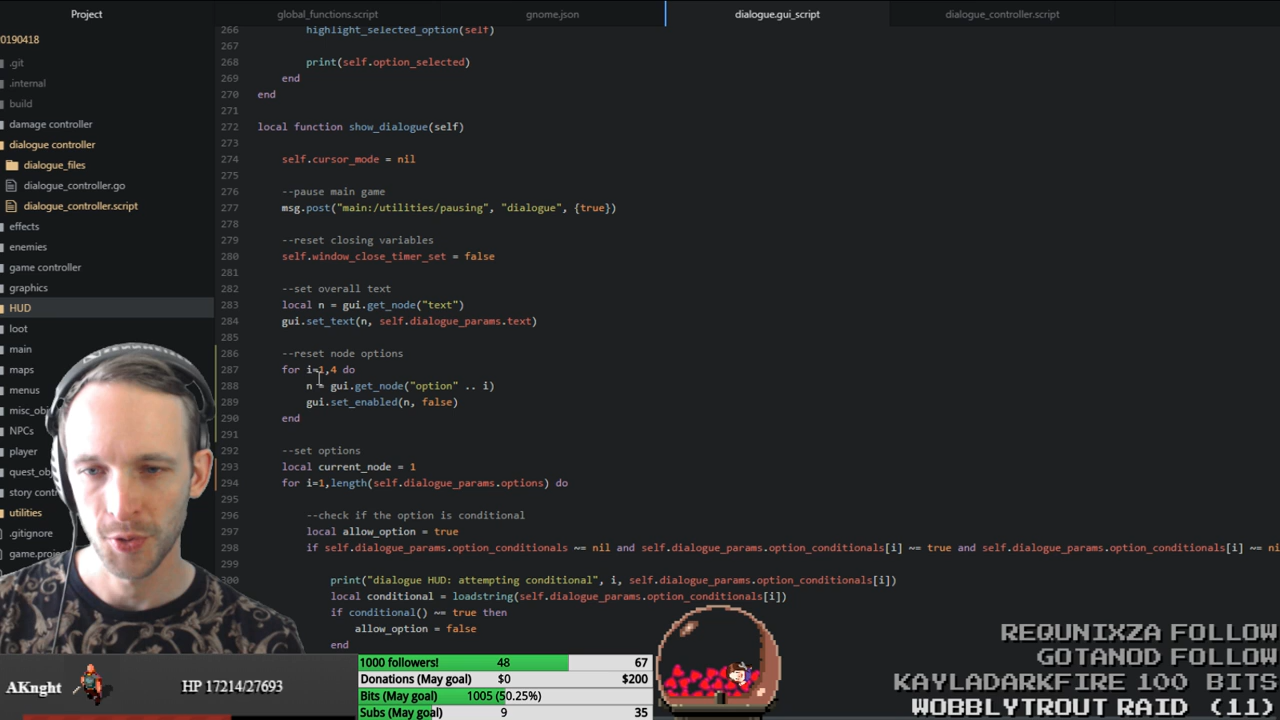 Project
global_functions.script
gnome.json
dialogue.gui_script
dialogue_controller.script
0190418
.git
.internal
build
damage controller
dialogue controller
dialogue_files
dialogue_controller.go
dialogue_controller.script
effects
enemies
game controller
graphics
HUD
loot
main
maps
menus
misc_obj
NPCs
player
quest_ob
story cont
utilities
.gitignore
game.proj
266 highlight_selected_option(self)
267
268 print(self.option_selected)
269 end
270 end
271
272 local function show_dialogue(self)
273
274 self.cursor_mode = nil
275
276 --pause main game
277 msg.post("main:/utilities/pausing", "dialogue", {true})
278
279 --reset closing variables
280 self.window_close_timer_set = false
281
282 --set overall text
283 local n = gui.get_node("text")
284 gui.set_text(n, self.dialogue_params.text)
285
286 --reset node options
287 for i=1,4 do
288 n = gui.get_node("option" .. i)
289 gui.set_enabled(n, false)
290 end
291
292 --set options
293 local current_node = 1
294 for i=1,length(self.dialogue_params.options) do
295
296 --check if the option is conditional
297 local allow_option = true
298 if self.dialogue_params.option_conditionals ~= nil and self.dialogue_params.option_conditionals[i] ~= true and self.dialogue_params.option_conditionals[i] ~= ni
299
300 print("dialogue HUD: attempting conditional", i, self.dialogue_params.option_conditionals[i])
local conditional = loadstring(self.dialogue_params.option_conditionals[i])
if conditional() ~= true then
allow_option = false
end
AKnght
HP 17214/27693
1000 followers! 48 67
Donations (May goal) $0 $200
Bits (May goal) 1005 (50.25%)
Subs (May goal) 9 35
REQUNIXZA FOLLOW
GOTANOD FOLLOW
KAYLADARKFIRE 100 BITS
WOBBLYTROUT RAID (11)